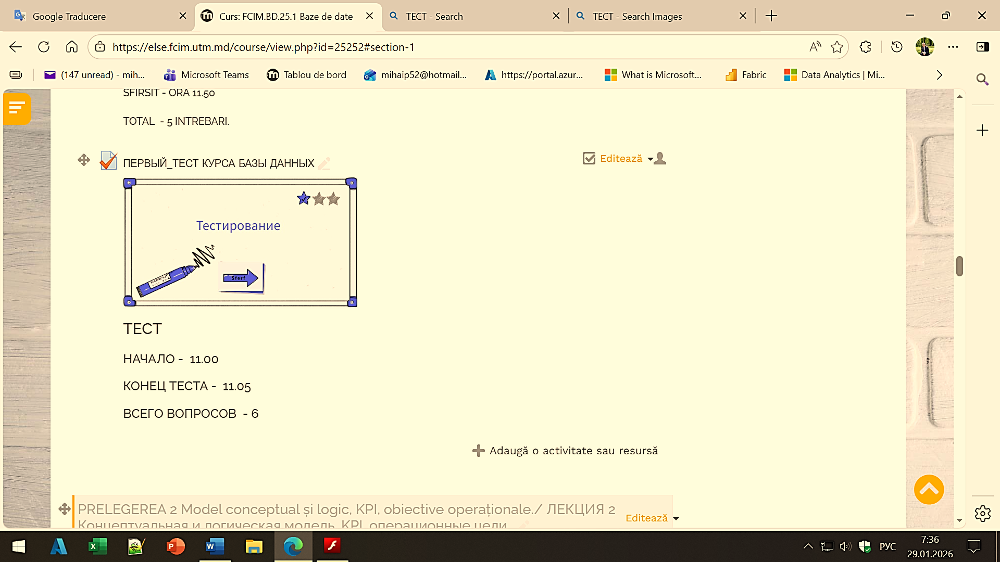 Google Traducere
Curs: FCIM.BD.25.1 Baze de date
ТЕСТ - Search
ТЕСТ - Search Images
https://else.fcim.utm.md/course/view.php?id=25252#section-1
(147 unread) - mih...
Microsoft Teams
Tablou de bord
mihaip52@hotmail...
https://portal.azur...
What is Microsoft...
Fabric
Data Analytics | Mi...
SFIRSIT - ORA 11.50
TOTAL - 5 INTREBARI.
ПЕРВЫЙ_ТЕСТ КУРСА БАЗЫ ДАННЫХ
Editează
Тестирование
Start
ТЕСТ
НАЧАЛО - 11.00
КОНЕЦ ТЕСТА - 11.05
ВСЕГО ВОПРОСОВ - 6
Adaugă o activitate sau resursă
PRELEGEREA 2 Model conceptual și logic, KPI, obiective operaționale./ ЛЕКЦИЯ 2
Концептуальная и логическая модель, KPI, операционные цели
Editează
РУС
7:36
29.01.2026